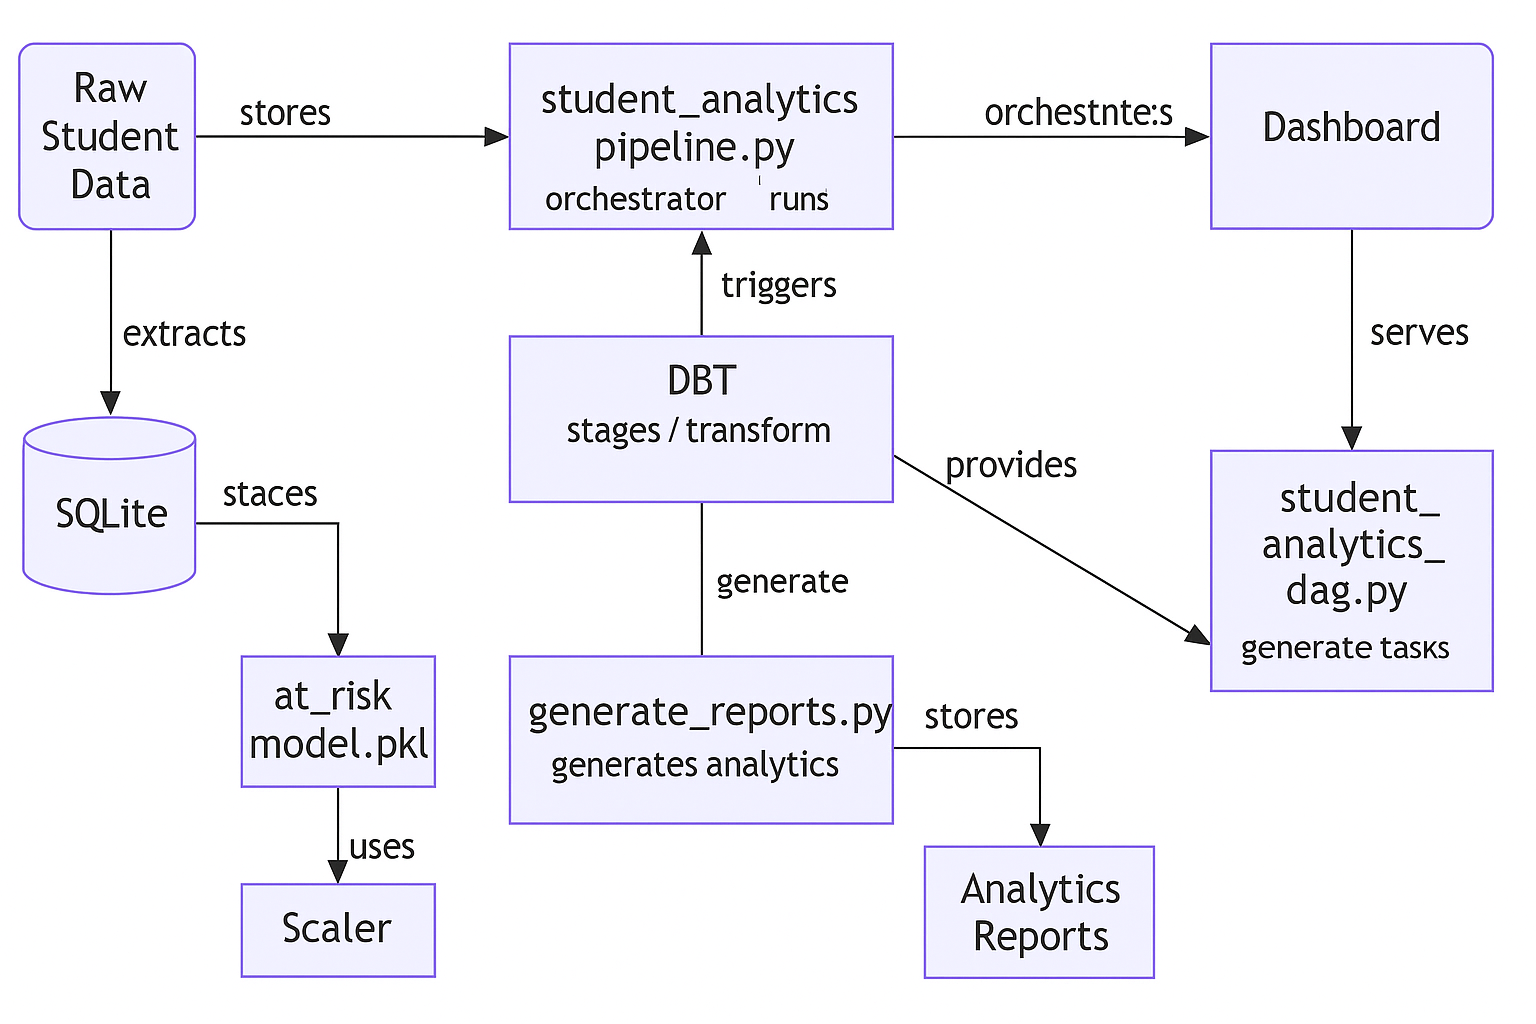 Raw
Student
Data
stores
student_analytics
pipeline.py
orchestrator runs
orchestnte:s
Dashboard
triggers
extracts
serves
DBT
stages / transform
provides
SQLite
staces
student_
analytics_
dag.py
generate tasks
generate
at_risk
model.pkl
generate_reports.py
generates analytics
stores
uses
Analytics
Reports
Scaler